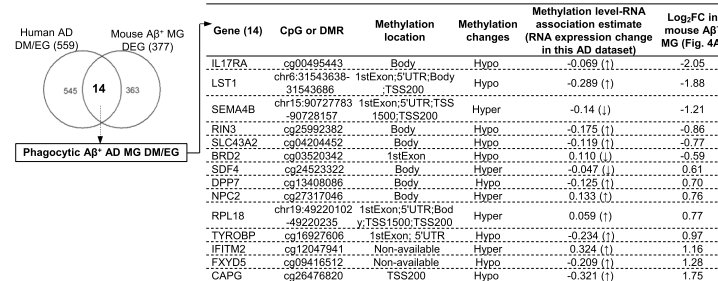 Human AD
DM/EG (559)
Mouse Aβ⁺ MG
DEG (377)
545
14
363
Phagocytic Aβ⁺ AD MG DM/EG
Gene (14) CpG or DMR Methylation location Methylation changes Methylation level-RNA association estimate (RNA expression change in this AD dataset) Log₂FC in mouse Aβ⁺ MG (Fig. 4A
IL17RA cg00495443 Body Hypo -0.069 (↑) -2.05
LST1 chr6:31543638-31543686 1stExon;5'UTR;Body;TSS200 Hypo -0.289 (↑) -1.88
SEMA4B chr15:90727783-90728157 1stExon;5'UTR;TSS1500;TSS200 Hyper -0.14 (↓) -1.21
RIN3 cg25992382 Body Hypo -0.175 (↑) -0.86
SLC43A2 cg04204452 Body Hypo -0.119 (↑) -0.77
BRD2 cg03520342 1stExon Hypo 0.110 (↓) -0.59
SDF4 cg24523322 Body Hyper -0.047 (↓) 0.61
DPP7 cg13408086 Body Hypo -0.125 (↑) 0.70
NPC2 cg27317046 Body Hyper 0.133 (↑) 0.76
RPL18 chr19:49220102-49220235 1stExon;5'UTR;Body;TSS1500;TSS200 Hyper 0.059 (↑) 0.77
TYROBP cg16927606 1stExon; 5'UTR Hypo -0.234 (↑) 0.97
IFITM2 cg12047941 Non-available Hyper 0.324 (↑) 1.16
FXYD5 cg09416512 Non-available Hypo -0.209 (↑) 1.28
CAPG cg26476820 TSS200 Hypo -0.321 (↑) 1.75